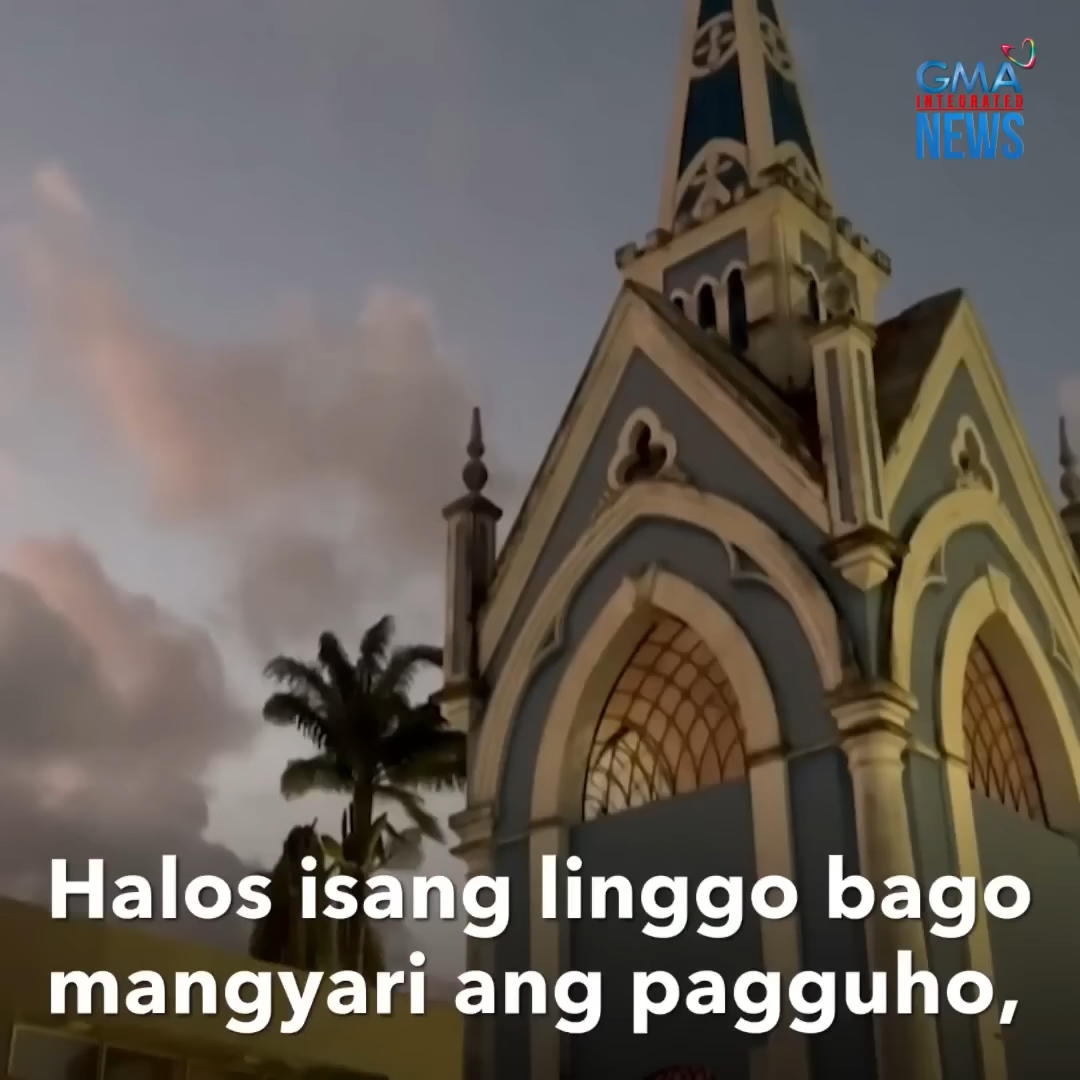 GMA
INTEGRATED
NEWS
Halos isang linggo bago
mangyari ang pagguho,